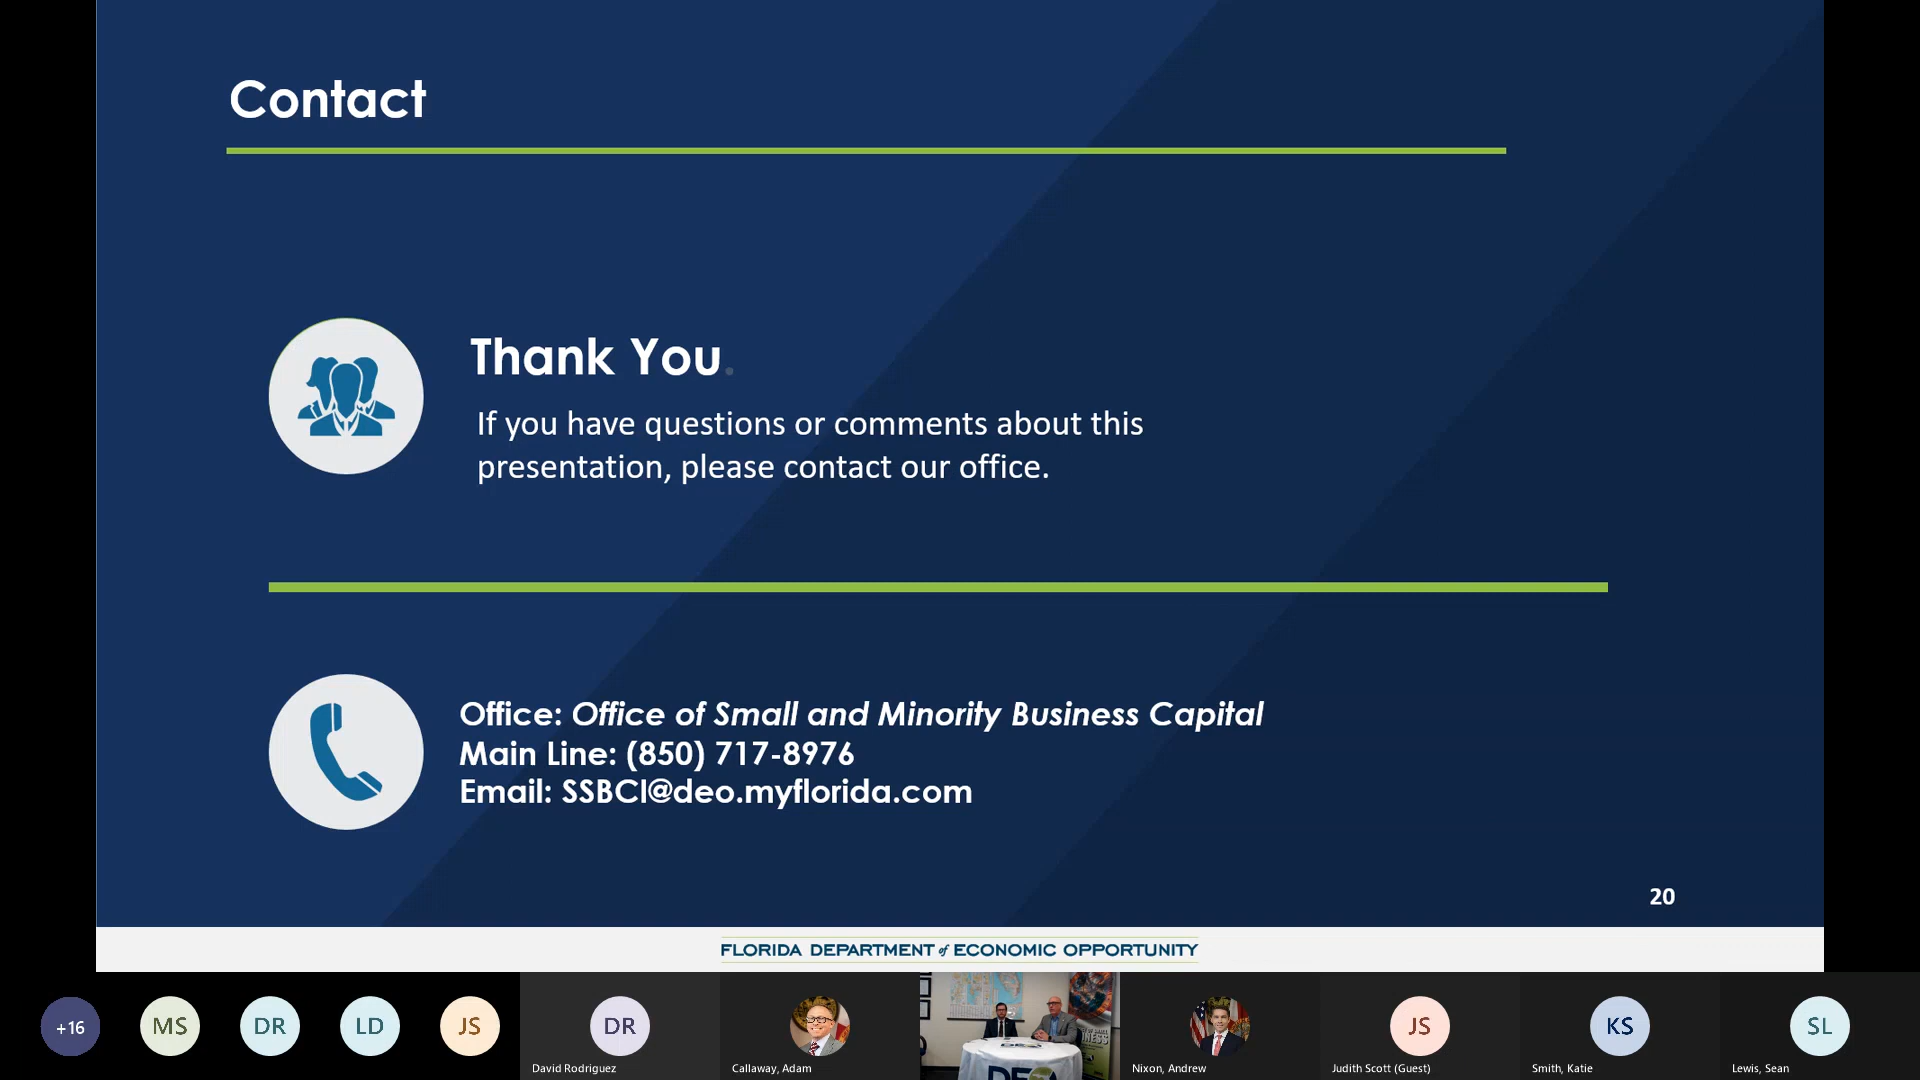 Contact
Thank You.
If you have questions or comments about this
presentation, please contact our office.
Office: Office of Small and Minority Business Capital
Main Line: (850) 717-8976
Email: SSBCI@deo.myflorida.com
20
FLORIDA DEPARTMENT of ECONOMIC OPPORTUNITY
+16
MS
DR
LD
JS
DR
David Rodriguez
Callaway, Adam
DEO
Nixon, Andrew
JS
Judith Scott (Guest)
KS
Smith, Katie
SL
Lewis, Sean